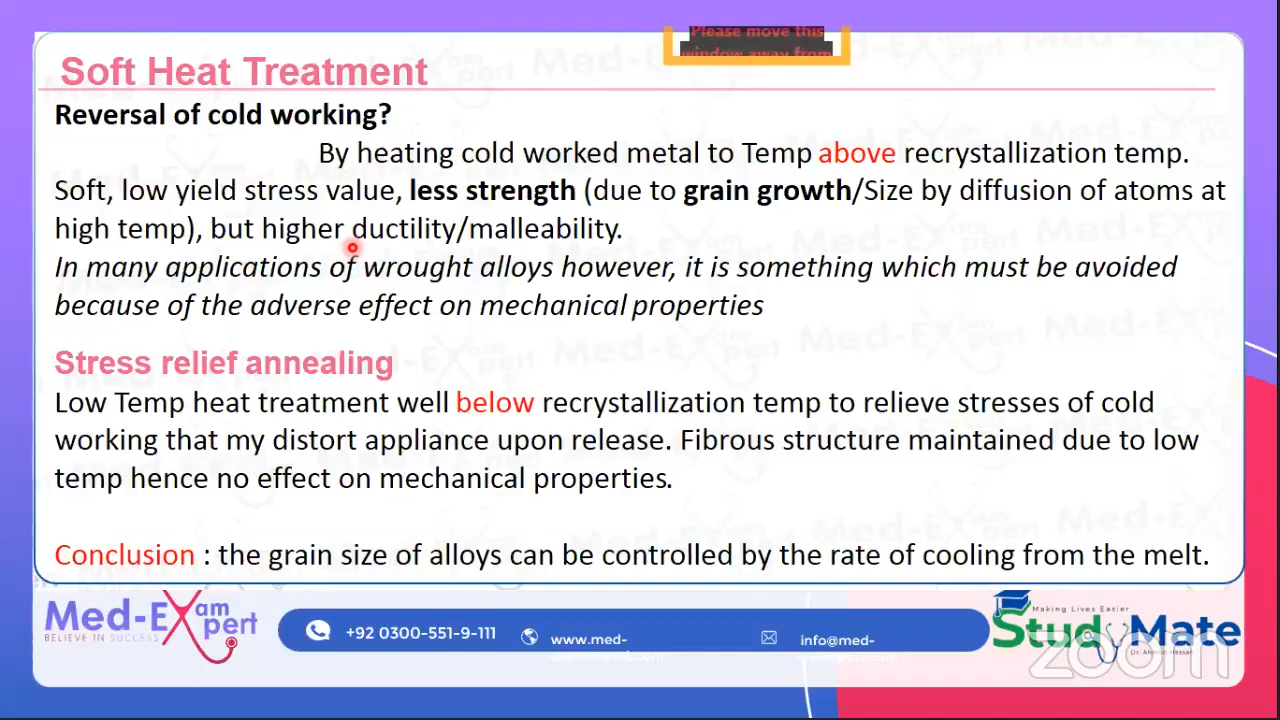 Please move this
window away from
Soft Heat Treatment
Reversal of cold working?
By heating cold worked metal to Temp above recrystallization temp.
Soft, low yield stress value, less strength (due to grain growth/Size by diffusion of atoms at
high temp), but higher ductility/malleability.
In many applications of wrought alloys however, it is something which must be avoided
because of the adverse effect on mechanical properties
Stress relief annealing
Low Temp heat treatment well below recrystallization temp to relieve stresses of cold
working that my distort appliance upon release. Fibrous structure maintained due to low
temp hence no effect on mechanical properties.
Conclusion : the grain size of alloys can be controlled by the rate of cooling from the melt.
Med-Exam
pert
BELIEVE IN SUCCESS
+92 0300-551-9-111
www.med-
info@med-
Making Lives Easier
Study Mate
zoom